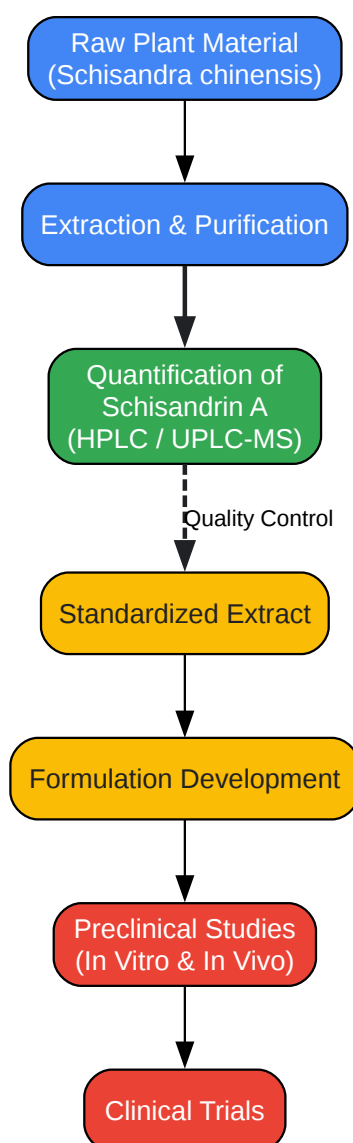 Raw Plant Material
(Schisandra chinensis)
Extraction & Purification
Quantification of
Schisandrin A
(HPLC / UPLC-MS)
Quality Control
Standardized Extract
Formulation Development
Preclinical Studies
(In Vitro & In Vivo)
Clinical Trials